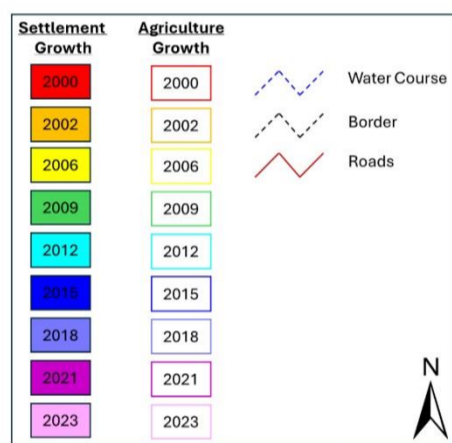 Settlement Agriculture
Growth Growth
2000 2000 Water Course
2002 2002 Border
2006 2006 Roads
2009 2009
2012 2012
2015 2015
2018 2018
2021 2021
2023 2023
N